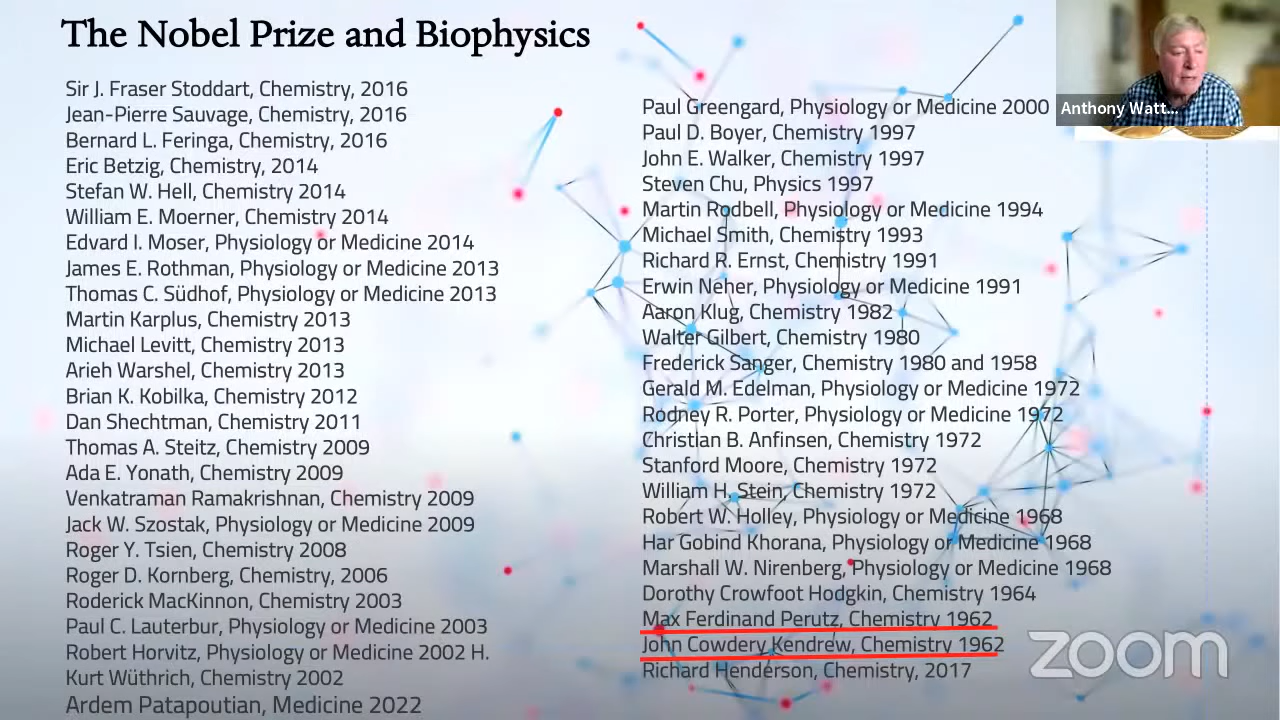 The Nobel Prize and Biophysics
Sir J. Fraser Stoddart, Chemistry, 2016
Jean-Pierre Sauvage, Chemistry, 2016
Bernard L. Feringa, Chemistry, 2016
Eric Betzig, Chemistry, 2014
Stefan W. Hell, Chemistry 2014
William E. Moerner, Chemistry 2014
Edvard I. Moser, Physiology or Medicine 2014
James E. Rothman, Physiology or Medicine 2013
Thomas C. Südhof, Physiology or Medicine 2013
Martin Karplus, Chemistry 2013
Michael Levitt, Chemistry 2013
Arieh Warshel, Chemistry 2013
Brian K. Kobilka, Chemistry 2012
Dan Shechtman, Chemistry 2011
Thomas A. Steitz, Chemistry 2009
Ada E. Yonath, Chemistry 2009
Venkatraman Ramakrishnan, Chemistry 2009
Jack W. Szostak, Physiology or Medicine 2009
Roger Y. Tsien, Chemistry 2008
Roger D. Kornberg, Chemistry, 2006
Roderick MacKinnon, Chemistry 2003
Paul C. Lauterbur, Physiology or Medicine 2003
Robert Horvitz, Physiology or Medicine 2002 H.
Kurt Wüthrich, Chemistry 2002
Ardem Patapoutian, Medicine 2022
Paul Greengard, Physiology or Medicine 2000
Paul D. Boyer, Chemistry 1997
John E. Walker, Chemistry 1997
Steven Chu, Physics 1997
Martin Rodbell, Physiology or Medicine 1994
Michael Smith, Chemistry 1993
Richard R. Ernst, Chemistry 1991
Erwin Neher, Physiology or Medicine 1991
Aaron Klug, Chemistry 1982
Walter Gilbert, Chemistry 1980
Frederick Sanger, Chemistry 1980 and 1958
Gerald M. Edelman, Physiology or Medicine 1972
Rodney R. Porter, Physiology or Medicine 1972
Christian B. Anfinsen, Chemistry 1972
Stanford Moore, Chemistry 1972
William H. Stein, Chemistry 1972
Robert W. Holley, Physiology or Medicine 1968
Har Gobind Khorana, Physiology or Medicine 1968
Marshall W. Nirenberg, Physiology or Medicine 1968
Dorothy Crowfoot Hodgkin, Chemistry 1964
Max Ferdinand Perutz, Chemistry 1962
John Cowdery Kendrew, Chemistry 1962
Richard Henderson, Chemistry, 2017
Anthony Watt...
zoom